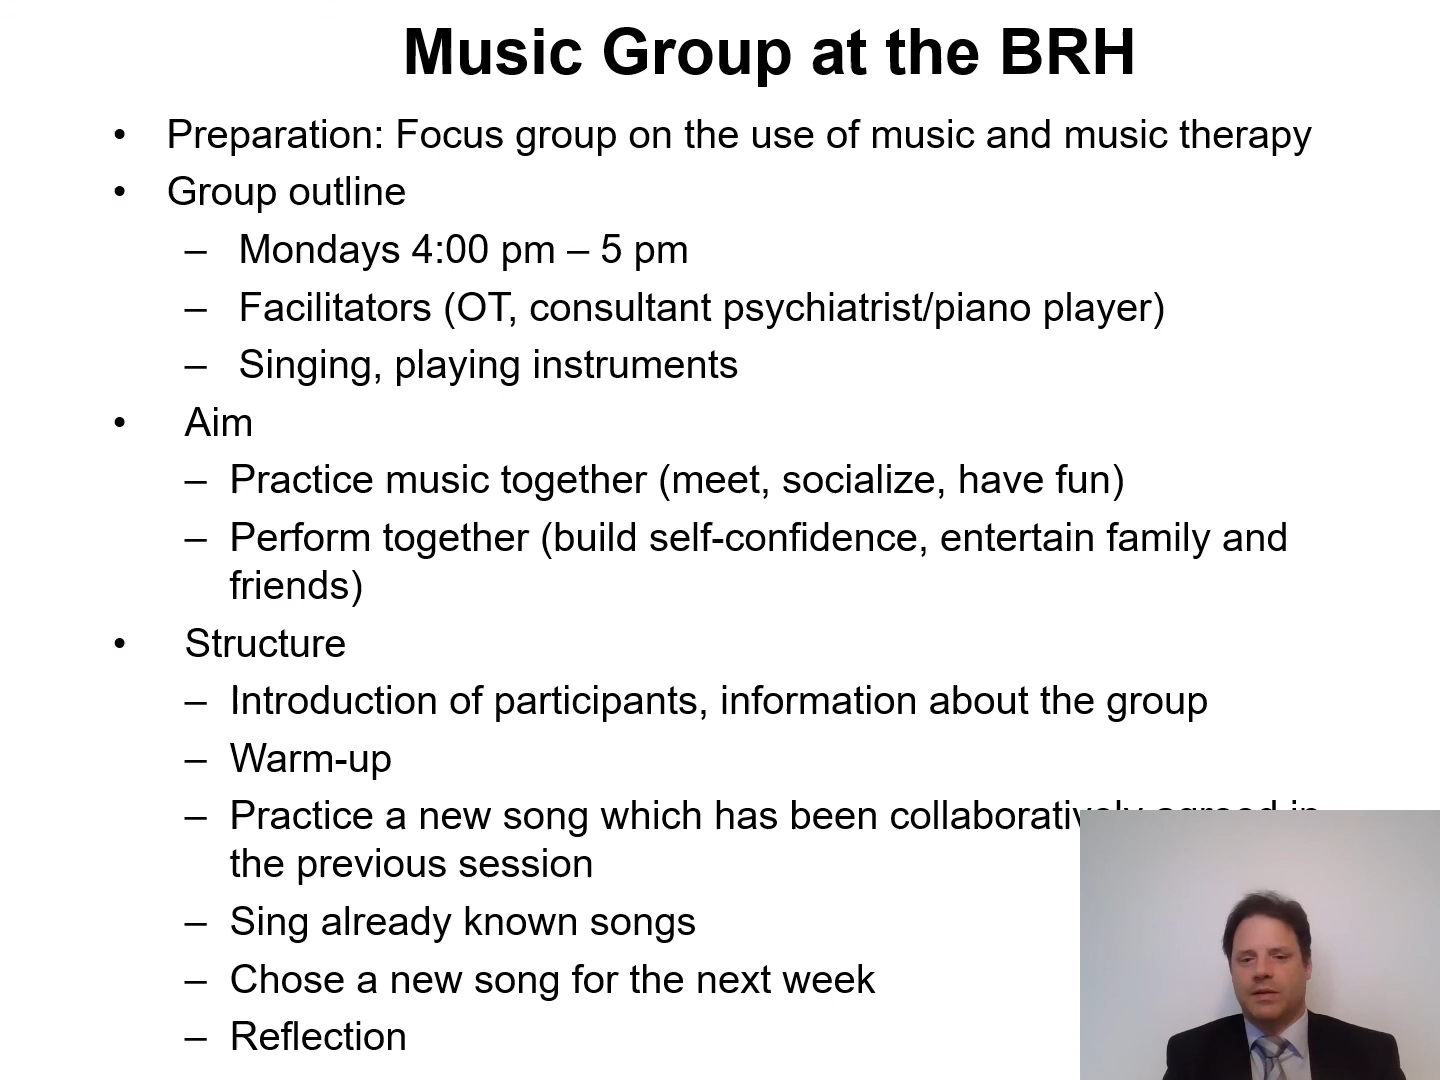 Music Group at the BRH
• Preparation: Focus group on the use of music and music therapy
• Group outline
– Mondays 4:00 pm – 5 pm
– Facilitators (OT, consultant psychiatrist/piano player)
– Singing, playing instruments
• Aim
– Practice music together (meet, socialize, have fun)
– Perform together (build self-confidence, entertain family and
friends)
• Structure
– Introduction of participants, information about the group
– Warm-up
– Practice a new song which has been collaboratively agreed in
the previous session
– Sing already known songs
– Chose a new song for the next week
– Reflection